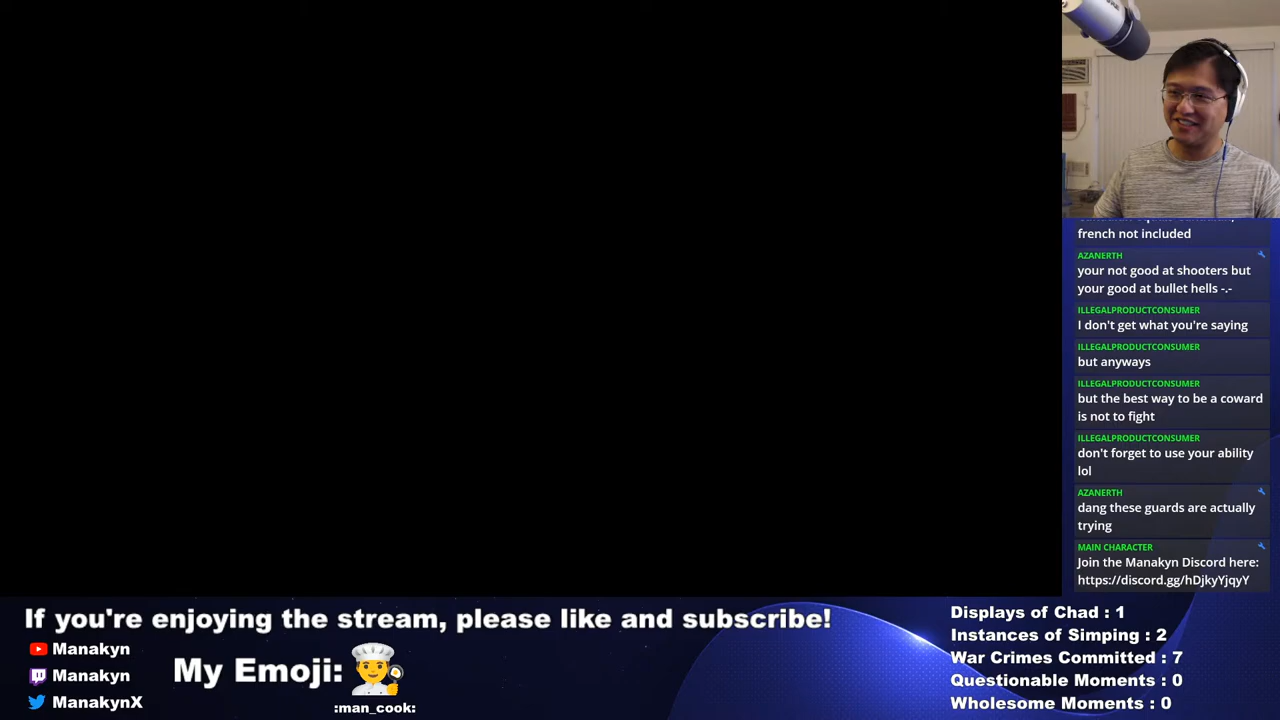 french not included
AZANERTH
your not good at shooters but
your good at bullet hells -.-
ILLEGALPRODUCTCONSUMER
I don't get what you're saying
ILLEGALPRODUCTCONSUMER
but anyways
ILLEGALPRODUCTCONSUMER
but the best way to be a coward
is not to fight
ILLEGALPRODUCTCONSUMER
don't forget to use your ability
lol
AZANERTH
dang these guards are actually
trying
MAIN CHARACTER
Join the Manakyn Discord here:
https://discord.gg/hDjkyYjqyY
If you're enjoying the stream, please like and subscribe!
Manakyn
Manakyn
ManakynX
My Emoji:
:man_cook:
Displays of Chad : 1
Instances of Simping : 2
War Crimes Committed : 7
Questionable Moments : 0
Wholesome Moments : 0